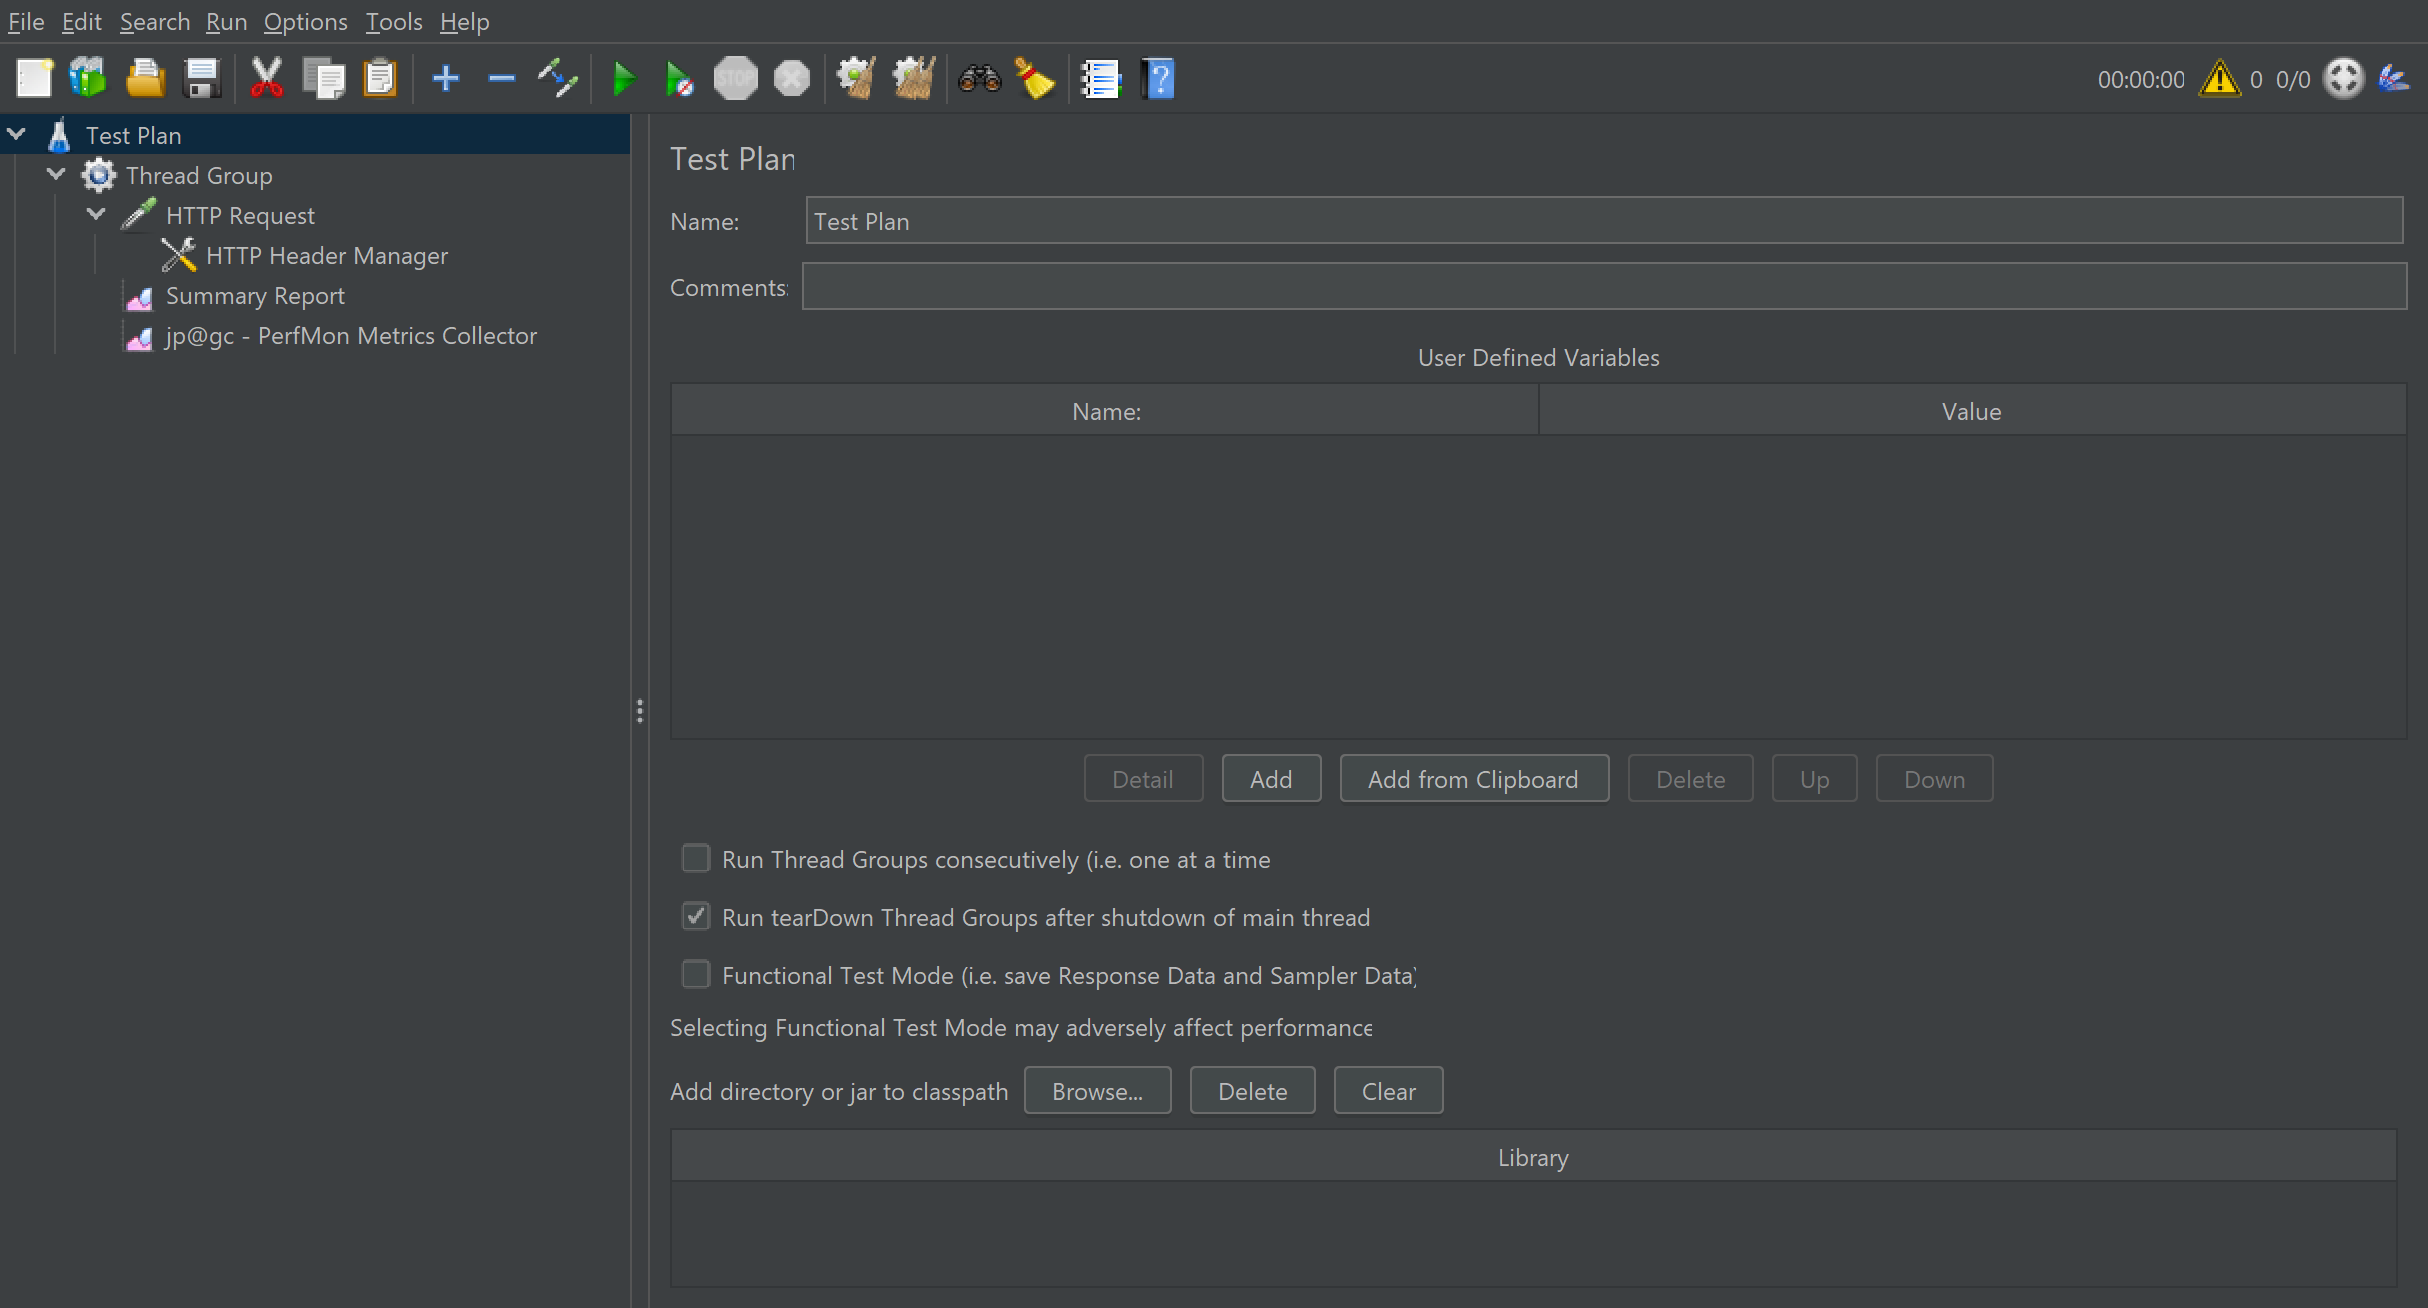 File Edit Search Run Options Tools Help
STOP
00:00:00 0 0/0
Test Plan
Thread Group
HTTP Request
HTTP Header Manager
Summary Report
jp@gc - PerfMon Metrics Collector
Test Plan
Name: Test Plan
Comments:
User Defined Variables
Name: Value
Detail Add Add from Clipboard Delete Up Down
Run Thread Groups consecutively (i.e. one at a time
Run tearDown Thread Groups after shutdown of main thread
Functional Test Mode (i.e. save Response Data and Sampler Data)
Selecting Functional Test Mode may adversely affect performance
Add directory or jar to classpath Browse... Delete Clear
Library